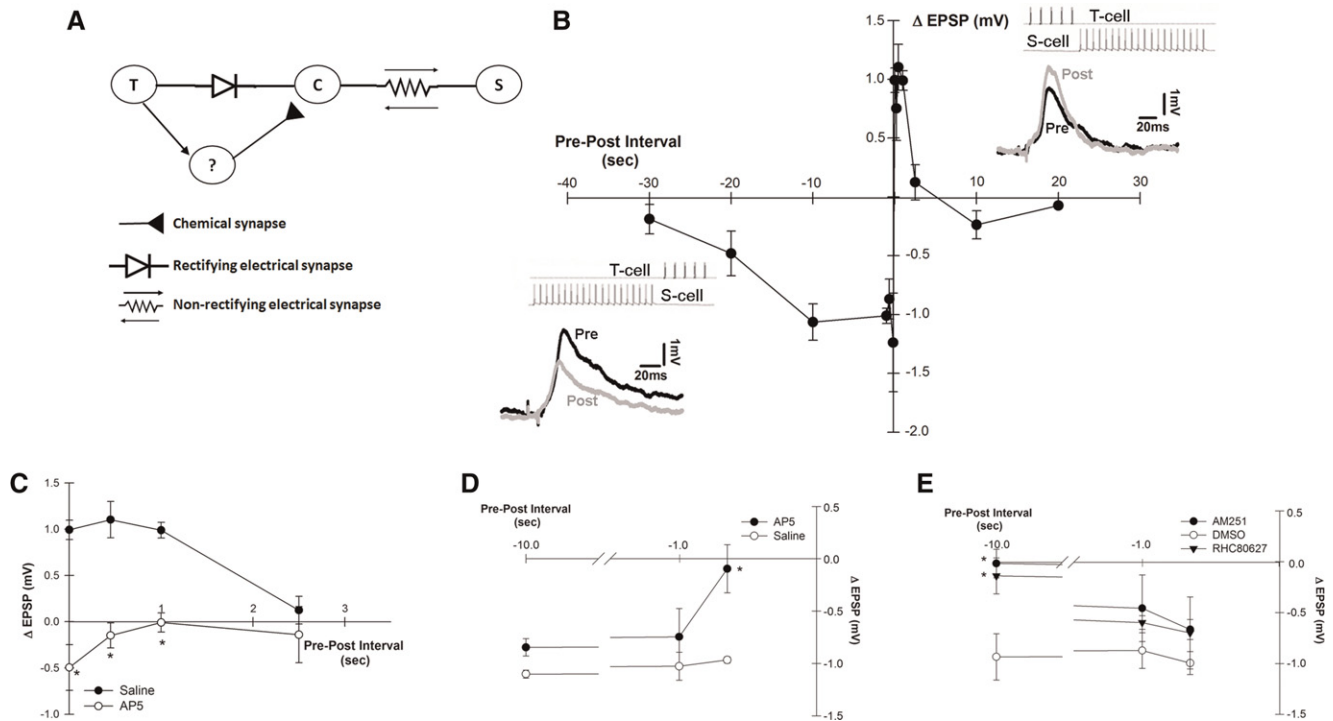 A
T
C
S
?
Chemical synapse
Rectifying electrical synapse
Non-rectifying electrical synapse
B
Δ EPSP (mV)
Pre-Post Interval
(sec)
-40
-30
-20
-10
10
20
30
1.5
1.0
0.5
-0.5
-1.0
-1.5
-2.0
T-cell
S-cell
Post
Pre
1mV
20ms
T-cell
S-cell
Pre
Post
1mV
20ms
C
Δ EPSP (mV)
1.5
1.0
0.5
0.0
-0.5
-1.0
1
2
3
Pre-Post Interval
(sec)
*
*
*
Saline
AP5
D
Pre-Post Interval
(sec)
-10.0
-1.0
AP5
Saline
*
0.5
0.0
-0.5
-1.0
-1.5
Δ EPSP (mV)
E
Pre-Post Interval
(sec)
-10.0
-1.0
AM251
DMSO
RHC80627
*
*
0.5
0.0
-0.5
-1.0
-1.5
Δ EPSP (mV)